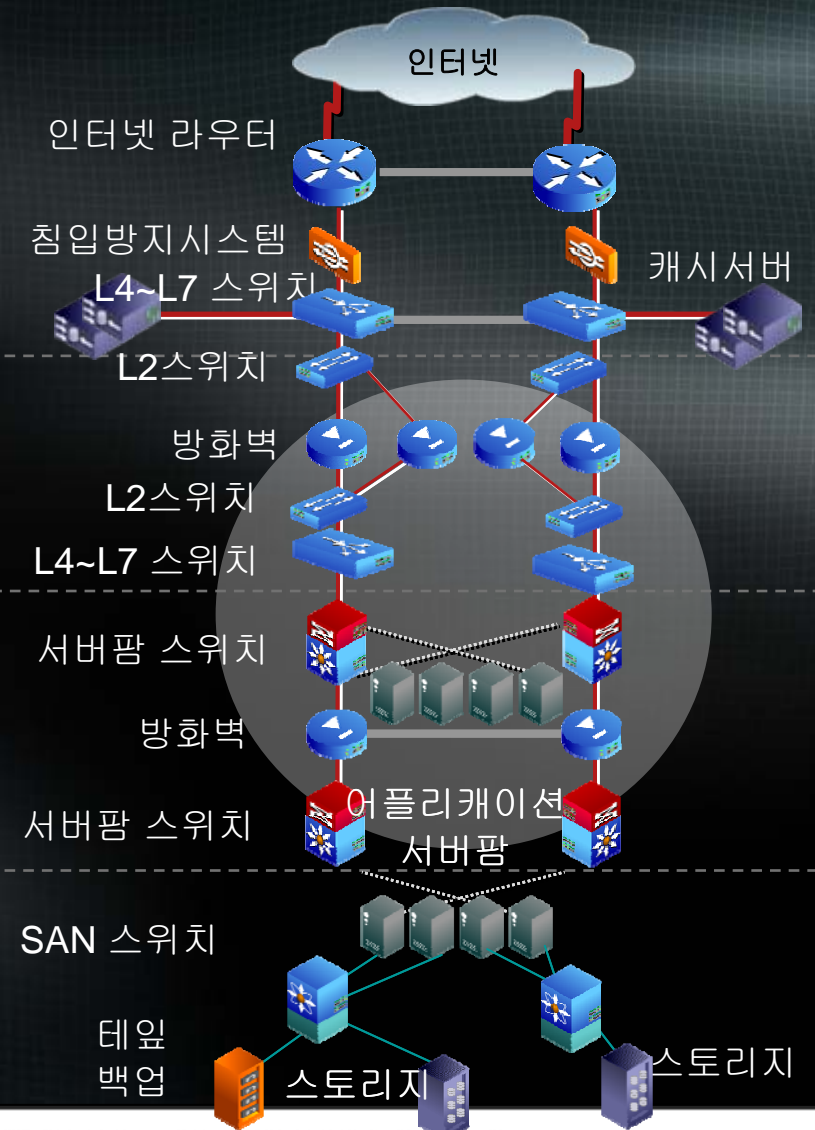 인터넷
인터넷 라우터
침입방지시스템
캐시서버
L4~L7 스위치
L2스위치
방화벽
L2스위치
L4~L7 스위치
서버팜 스위치
방화벽
어플리캐이션
서버팜 스위치
서버팜
SAN 스위치
테잎
백업
스토리지
스토리지